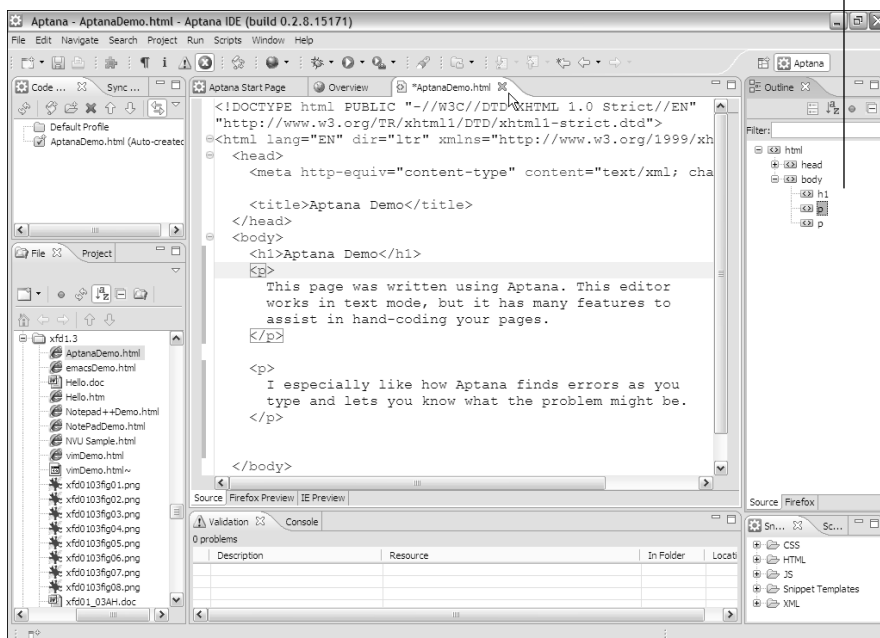 Aptana - AptanaDemo.html - Aptana IDE (build 0.2.8.15171)
File Edit Navigate Search Project Run Scripts Window Help
Aptana
Code ... Sync ...
Default Profile
AptanaDemo.html (Auto-created
File Project
xfd1.3
AptanaDemo.html
emacsDemo.html
Hello.doc
Hello.htm
Notepad++Demo.html
NotePadDemo.html
NVU Sample.html
vimDemo.html
vimDemo.html~
xfd0103fig01.png
xfd0103fig02.png
xfd0103fig03.png
xfd0103fig04.png
xfd0103fig05.png
xfd0103fig06.png
xfd0103fig07.png
xfd0103fig08.png
xfd01_03AH.doc
Aptana Start Page Overview *AptanaDemo.html
<!DOCTYPE html PUBLIC "-//W3C//DTD XHTML 1.0 Strict//EN"
"http://www.w3.org/TR/xhtml1/DTD/xhtml1-strict.dtd">
<html lang="EN" dir="ltr" xmlns="http://www.w3.org/1999/xh
<head>
<meta http-equiv="content-type" content="text/xml; cha
<title>Aptana Demo</title>
</head>
<body>
<h1>Aptana Demo</h1>
<p>
This page was written using Aptana. This editor
works in text mode, but it has many features to
assist in hand-coding your pages.
</p>
<p>
I especially like how Aptana finds errors as you
type and lets you know what the problem might be.
</p>
</body>
Source Firefox Preview IE Preview
Validation Console
0 problems
Description Resource In Folder Locati
Outline
Filter:
html
head
body
h1
p
p
Source Firefox
Sn... Sc...
CSS
HTML
JS
Snippet Templates
XML